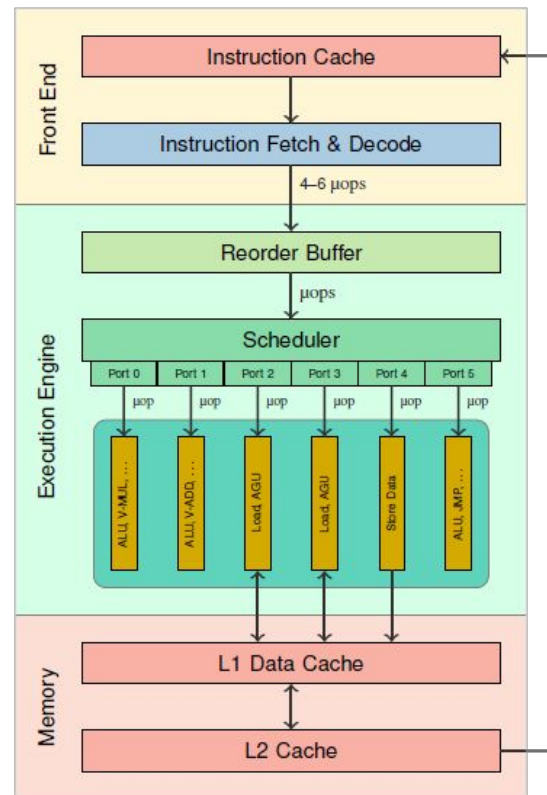 Front End
Instruction Cache
Instruction Fetch & Decode
4–6 μops
Execution Engine
Reorder Buffer
μops
Scheduler
Port 0 Port 1 Port 2 Port 3 Port 4 Port 5
μop μop μop μop μop μop
ALU, V-MUL, ...
ALU, V-ADD, ...
Load, AGU
Load, AGU
Store Data
ALU, JMP, ...
Memory
L1 Data Cache
L2 Cache